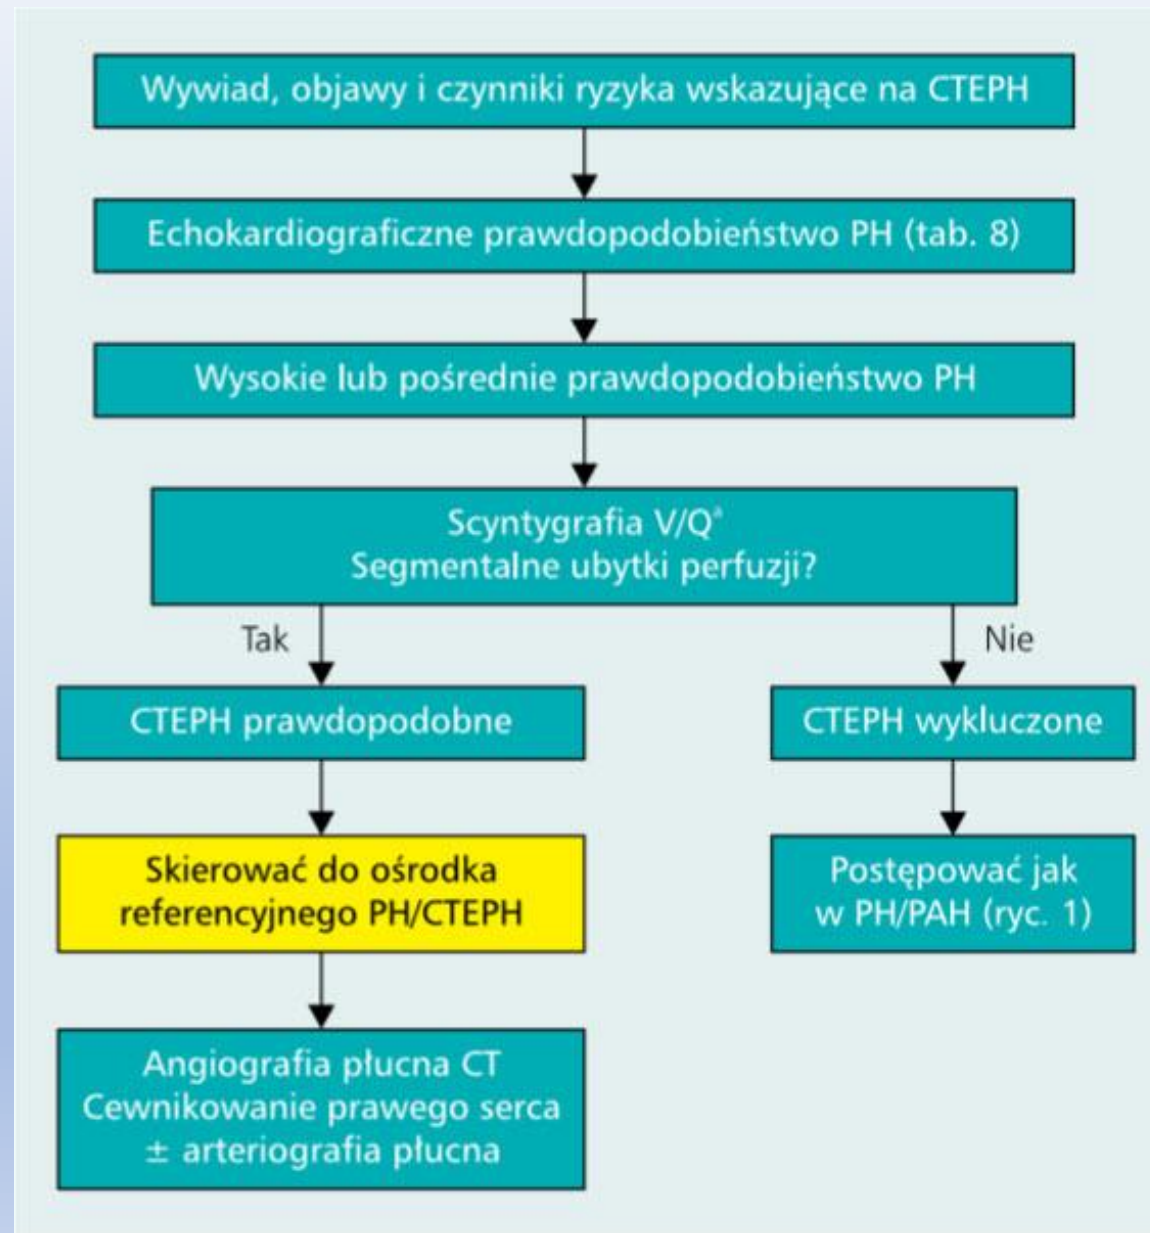 Wywiad, objawy i czynniki ryzyka wskazujące na CTEPH
Echokardiograficzne prawdopodobieństwo PH (tab. 8)
Wysokie lub pośrednie prawdopodobieństwo PH
Scyntygrafia V/Qᵃ
Segmentalne ubytki perfuzji?
Tak
Nie
CTEPH prawdopodobne
CTEPH wykluczone
Skierować do ośrodka
referencyjnego PH/CTEPH
Postępować jak
w PH/PAH (ryc. 1)
Angiografia płucna CT
Cewnikowanie prawego serca
± arteriografia płucna